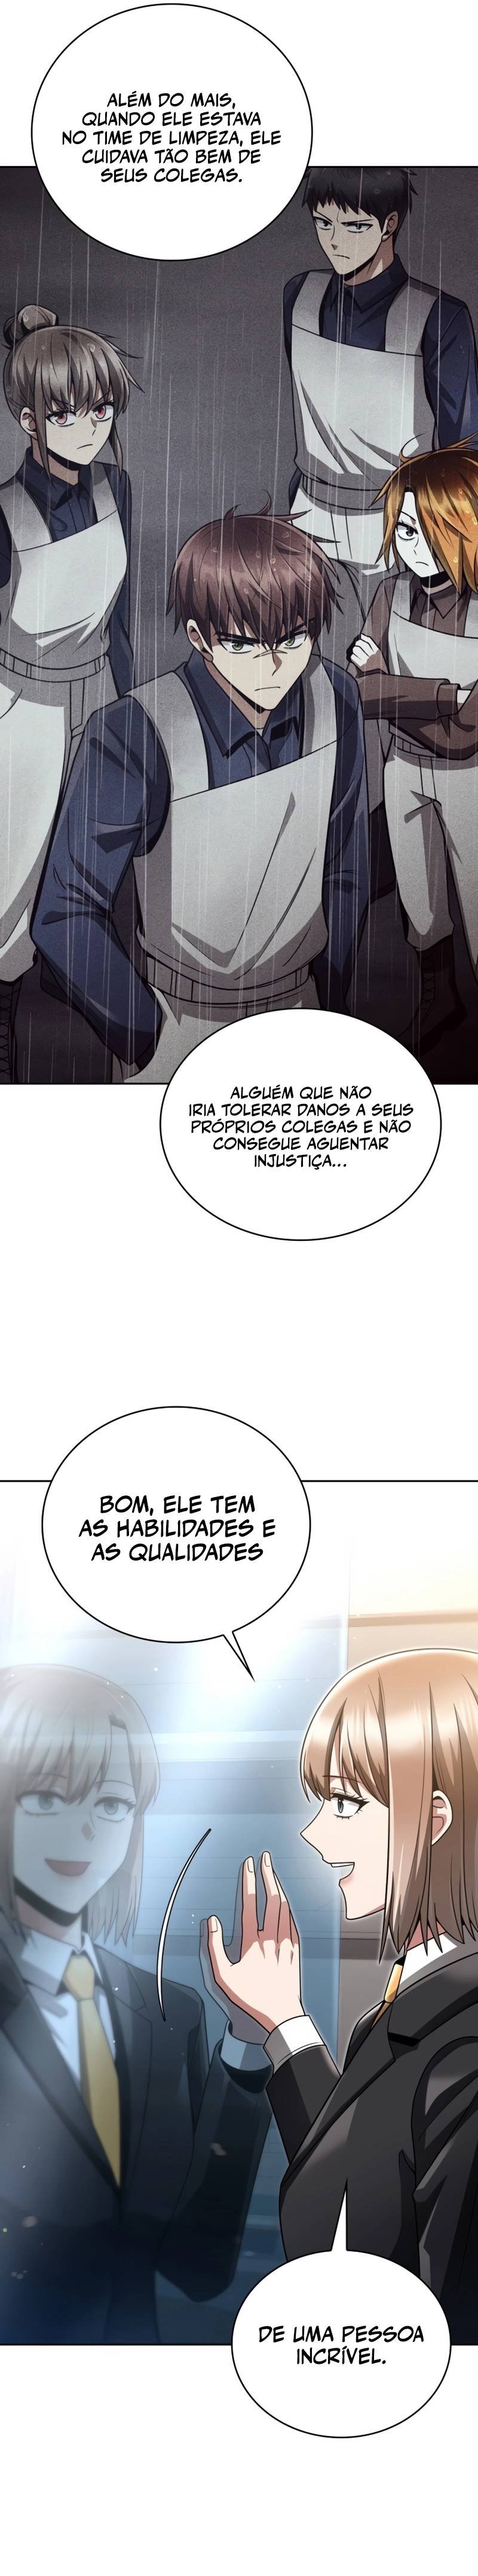 ALÉM DO MAIS,
QUANDO ELE ESTAVA
NO TIME DE LIMPEZA, ELE
CUIDAVA TÃO BEM DE
SEUS COLEGAS.
ALGUÉM QUE NÃO
IRIA TOLERAR DANOS A SEUS
PRÓPRIOS COLEGAS E NÃO
CONSEGUE AGUENTAR
INJUSTIÇA...
BOM, ELE TEM
AS HABILIDADES E
AS QUALIDADES
DE UMA PESSOA
INCRÍVEL.